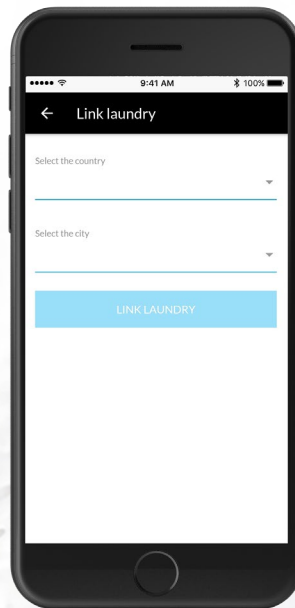 9:41 AM
100%
Link laundry
Select the country
Select the city
LINK LAUNDRY